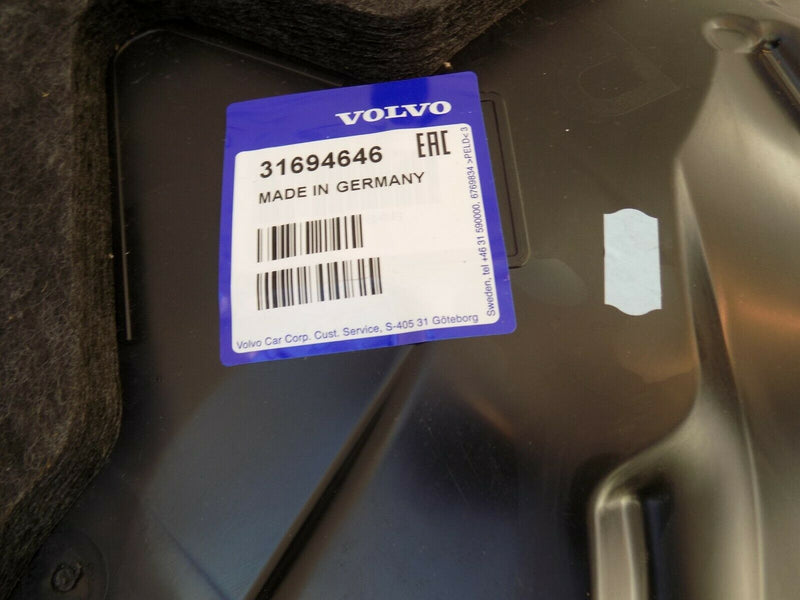 VOLVO
31694646
EAC
MADE IN GERMANY
Volvo Car Corp. Cust. Service, S-405 31 Göteborg
Sweden, tel +46 31 590000, 6769834 >PELD< 3